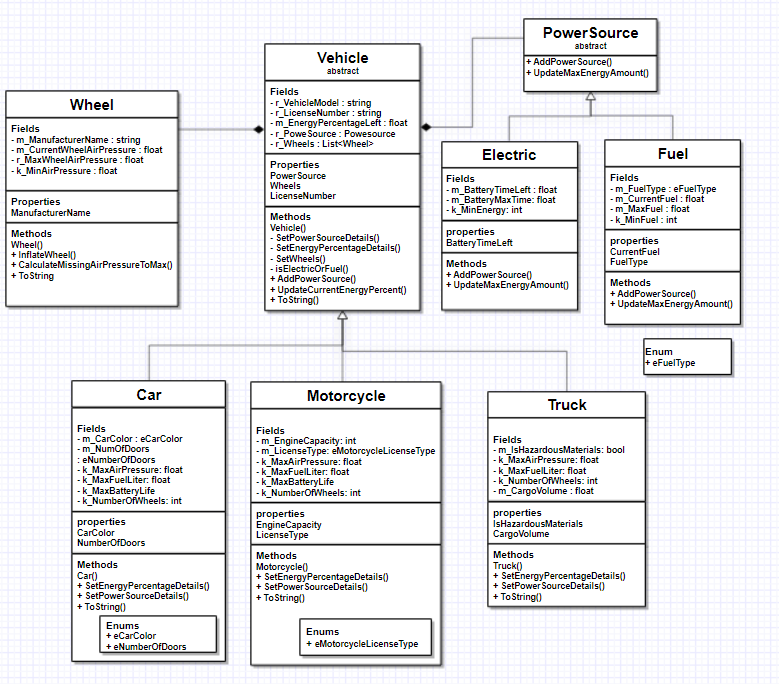 PowerSource
abstract
+ AddPowerSource()
+ UpdateMaxEnergyAmount()
Vehicle
abstract
Fields
- r_VehicleModel : string
- r_LicenseNumber : string
- m_EnergyPercentageLeft : float
- r_PoweSource : Powesource
- r_Wheels : List<Wheel>
Properties
PowerSource
Wheels
LicenseNumber
Methods
Vehicle()
- SetPowerSourceDetails()
- SetEnergyPercentageDetails()
- SetWheels()
- isElectricOrFuel()
+ AddPowerSource()
+ UpdateCurrentEnergyPercent()
+ ToString()
Wheel
Fields
- m_ManufacturerName : string
- m_CurrentWheelAirPressure : float
- r_MaxWheelAirPressure : float
- k_MinAirPressure : float
Properties
ManufacturerName
Methods
Wheel()
+ InflateWheel()
+ CalculateMissingAirPressureToMax()
+ ToString
Electric
Fields
- m_BatteryTimeLeft : float
- m_BatteryMaxTime: float
- k_MinEnergy: int
properties
BatteryTimeLeft
Methods
+ AddPowerSource()
+ UpdateMaxEnergyAmount()
Fuel
Fields
- m_FuelType : eFuelType
- m_CurrentFuel : float
- m_MaxFuel : float
- k_MinFuel : int
properties
CurrentFuel
FuelType
Methods
+ AddPowerSource()
+ UpdateMaxEnergyAmount()
Enum
+ eFuelType
Car
Fields
- m_CarColor : eCarColor
- m_NumOfDoors
: eNumberOfDoors
- k_MaxAirPressure: float
- k_MaxFuelLiter: float
- k_MaxBatteryLife
- k_NumberOfWheels: int
properties
CarColor
NumberOfDoors
Methods
Car()
+ SetEnergyPercentageDetails()
+ SetPowerSourceDetails()
+ ToString()
Enums
+ eCarColor
+ eNumberOfDoors
Motorcycle
Fields
- m_EngineCapacity: int
- m_LicenseType: eMotorcycleLicenseType
- k_MaxAirPressure: float
- k_MaxFuelLiter: float
- k_MaxBatteryLife
- k_NumberOfWheels: int
properties
EngineCapacity
LicenseType
Methods
Motorcycle()
+ SetEnergyPercentageDetails()
+ SetPowerSourceDetails()
+ ToString()
Enums
+ eMotorcycleLicenseType
Truck
Fields
- m_IsHazardousMaterials: bool
- k_MaxAirPressure: float
- k_MaxFuelLiter: float
- k_NumberOfWheels: int
- m_CargoVolume : float
properties
IsHazardousMaterials
CargoVolume
Methods
Truck()
+ SetEnergyPercentageDetails()
+ SetPowerSourceDetails()
+ ToString()